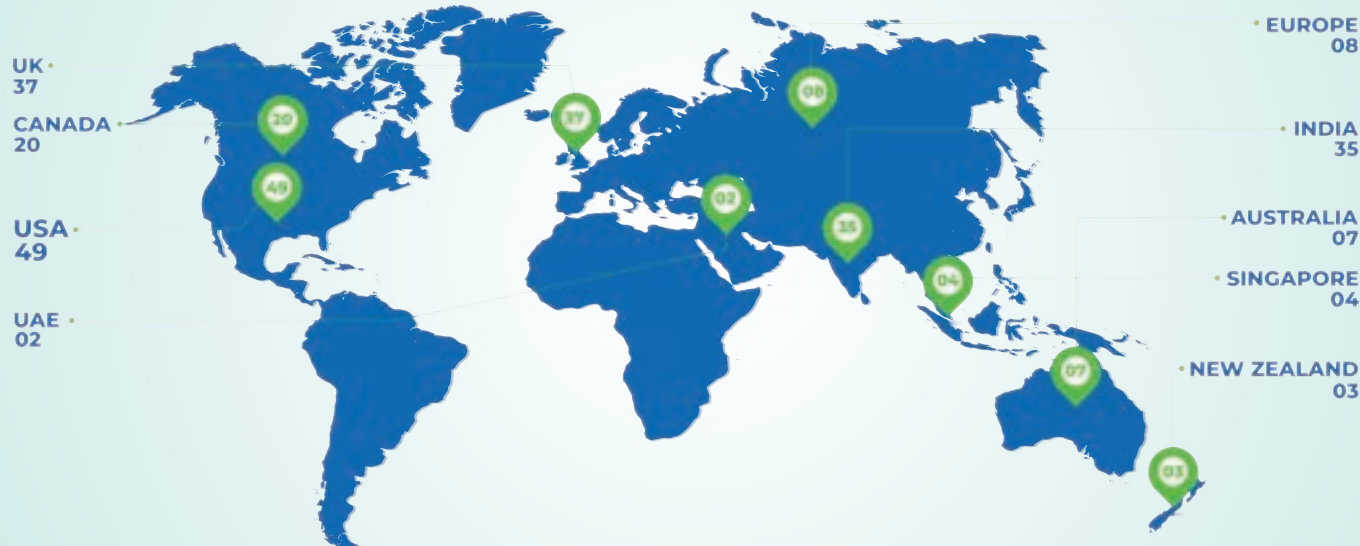 UK
37
CANADA
20
USA
49
UAE
02
EUROPE
08
INDIA
35
AUSTRALIA
07
SINGAPORE
04
NEW ZEALAND
03
20
49
37
02
08
35
04
07
03